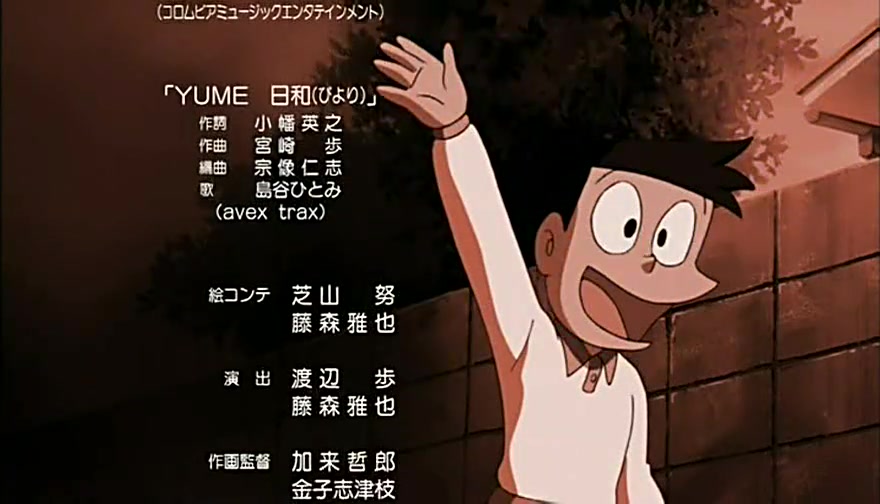 (コロムビアミュージックエンタテインメント)
「YUME 日和(びより)」
作詞 小幡英之
作曲 宮崎 歩
編曲 宗像仁志
歌 島谷ひとみ
(avex trax)
絵コンテ 芝山 努
藤森雅也
演出 渡辺 歩
藤森雅也
作画監督 加来哲郎
金子志津枝